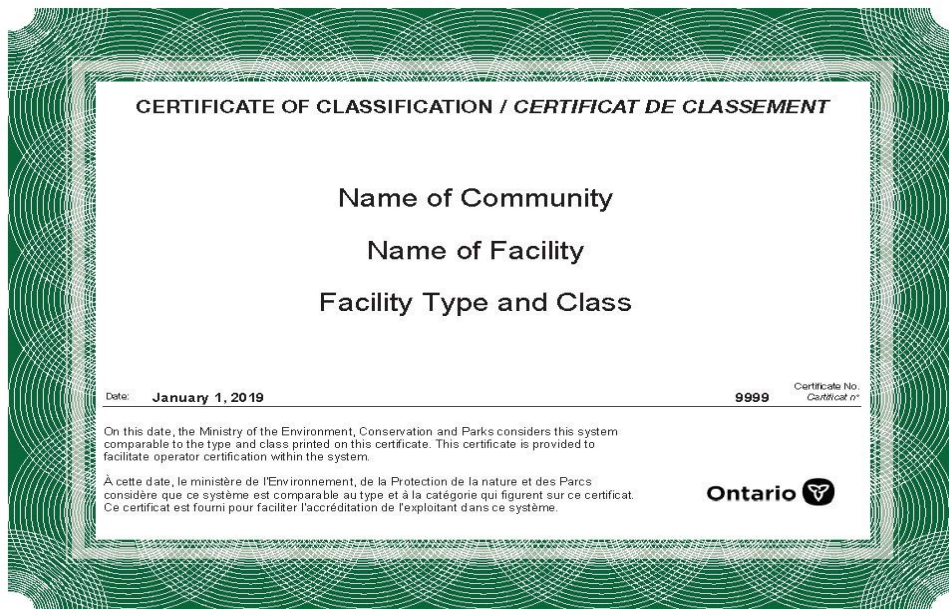 CERTIFICATE OF CLASSIFICATION / CERTIFICAT DE CLASSEMENT
Name of Community
Name of Facility
Facility Type and Class
Date: January 1, 2019
9999
Certificate No.
Certificat n°
On this date, the Ministry of the Environment, Conservation and Parks considers this system
comparable to the type and class printed on this certificate. This certificate is provided to
facilitate operator certification within the system.
À cette date, le ministère de l'Environnement, de la Protection de la nature et des Parcs
considère que ce système est comparable au type et à la catégorie qui figurent sur ce certificat.
Ce certificat est fourni pour faciliter l'accréditation de l'exploitant dans ce système.
Ontario